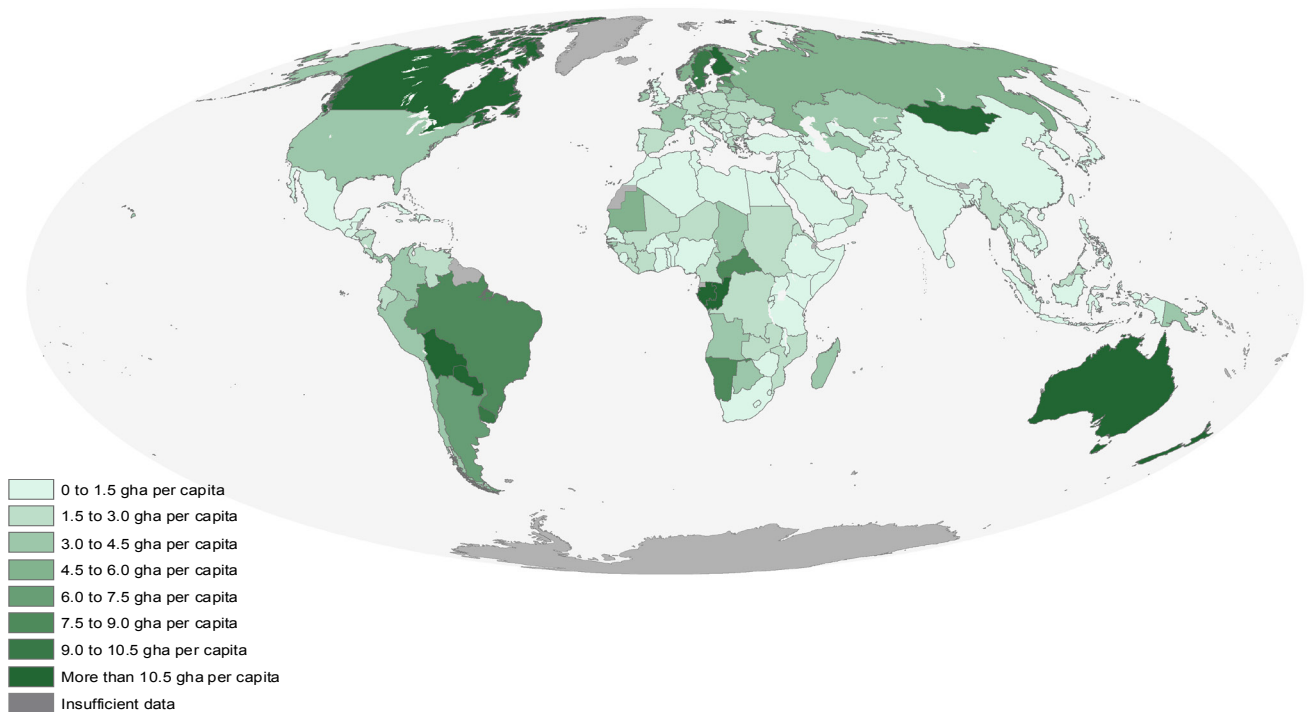 0 to 1.5 gha per capita
1.5 to 3.0 gha per capita
3.0 to 4.5 gha per capita
4.5 to 6.0 gha per capita
6.0 to 7.5 gha per capita
7.5 to 9.0 gha per capita
9.0 to 10.5 gha per capita
More than 10.5 gha per capita
Insufficient data